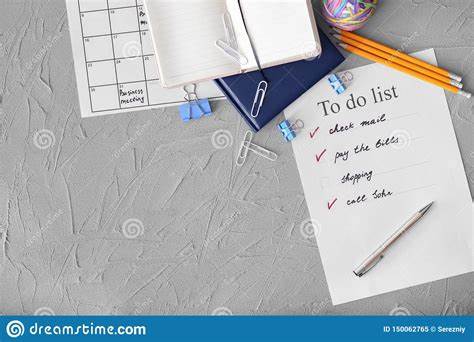 Business
meeting
To do list
check mail
pay the bills
shopping
call John
dreamstime.com
ID 150062765 © Serezniy